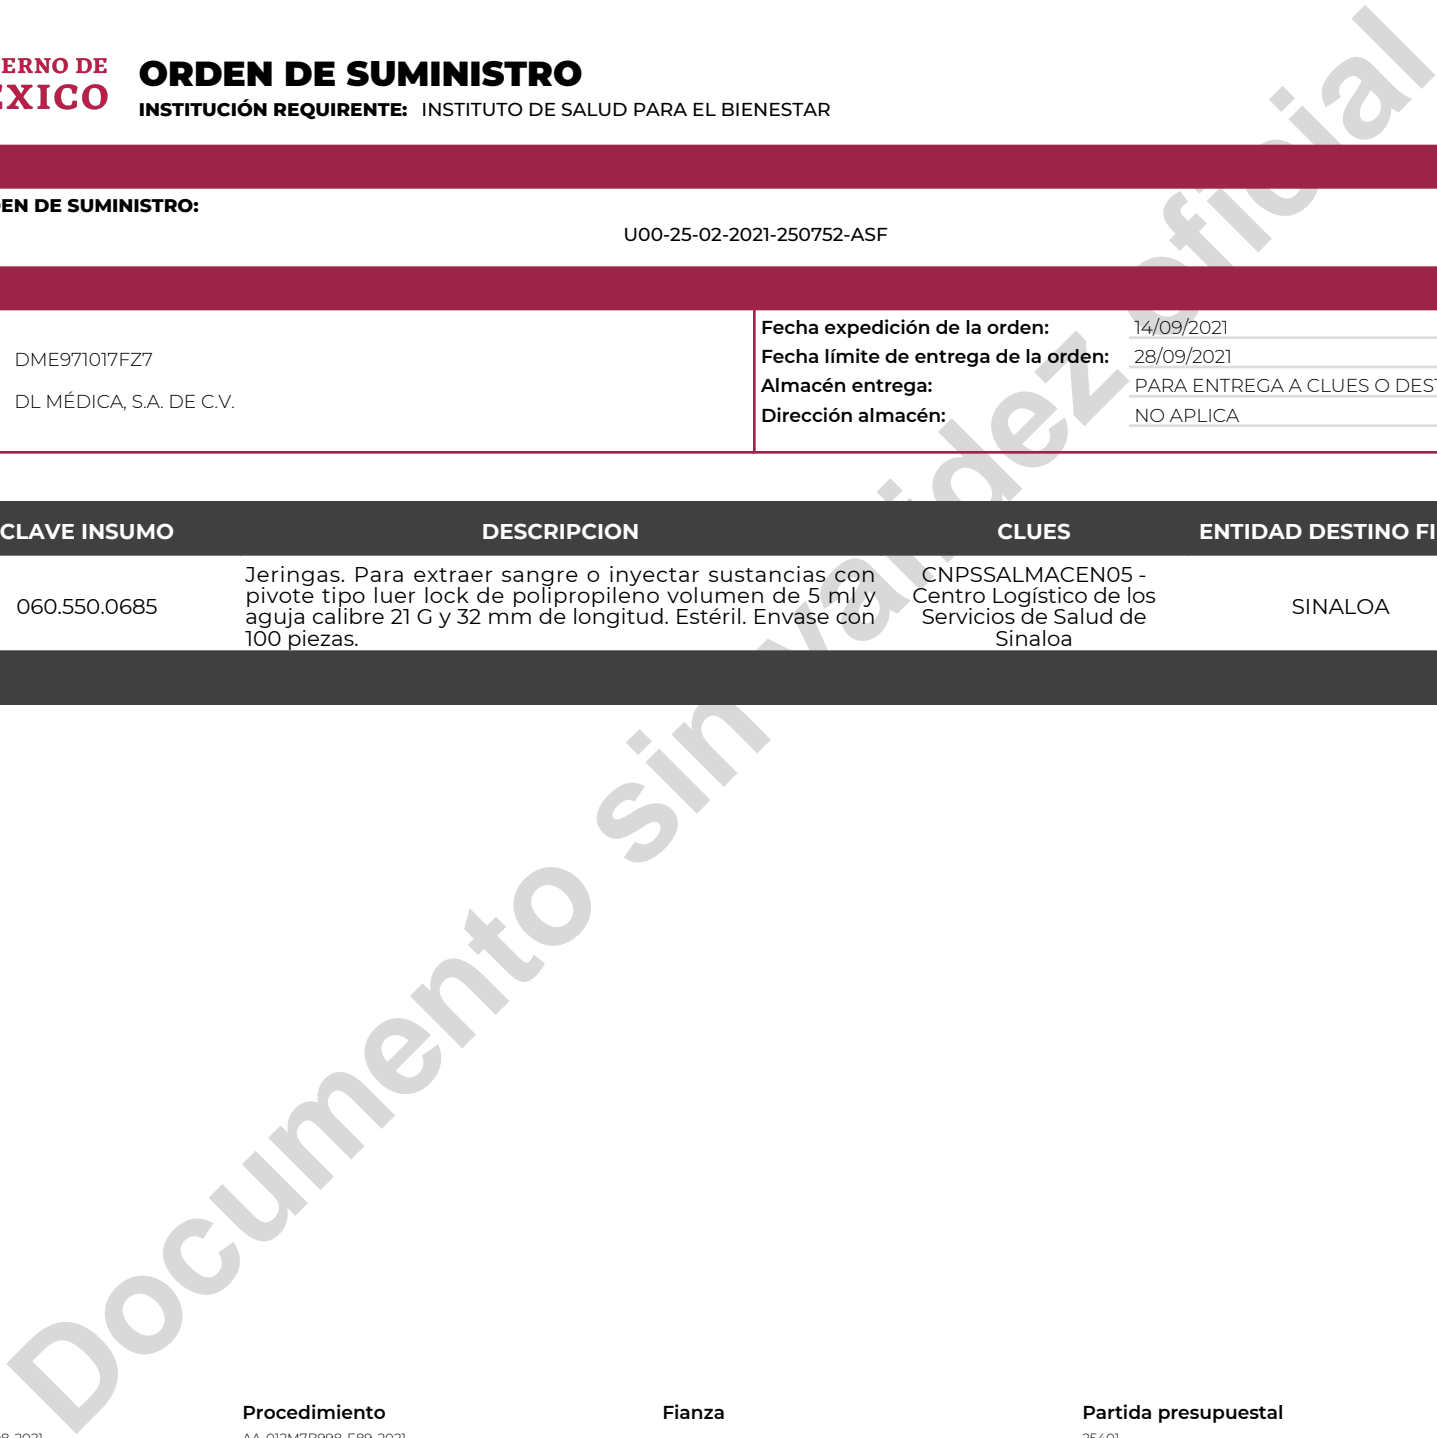 ERNO DE
ORDEN DE SUMINISTRO
EXICO
INSTITUCIÓN REQUIRENTE: INSTITUTO DE SALUD PARA EL BIENESTAR
EN DE SUMINISTRO:
U00-25-02-2021-250752-ASF
DME971017FZ7
DL MÉDICA, S.A. DE C.V.
Fecha expedición de la orden: 14/09/2021
Fecha límite de entrega de la orden: 28/09/2021
Almacén entrega: PARA ENTREGA A CLUES O DEST
Dirección almacén: NO APLICA
CLAVE INSUMO DESCRIPCION CLUES ENTIDAD DESTINO FI
060.550.0685
Jeringas. Para extraer sangre o inyectar sustancias con
pivote tipo luer lock de polipropileno volumen de 5 ml y
aguja calibre 21 G y 32 mm de longitud. Estéril. Envase con
100 piezas.
CNPSSALMACEN05 -
Centro Logístico de los
Servicios de Salud de
Sinaloa
SINALOA
Documento sin validez oficial
Procedimiento Fianza Partida presupuestal